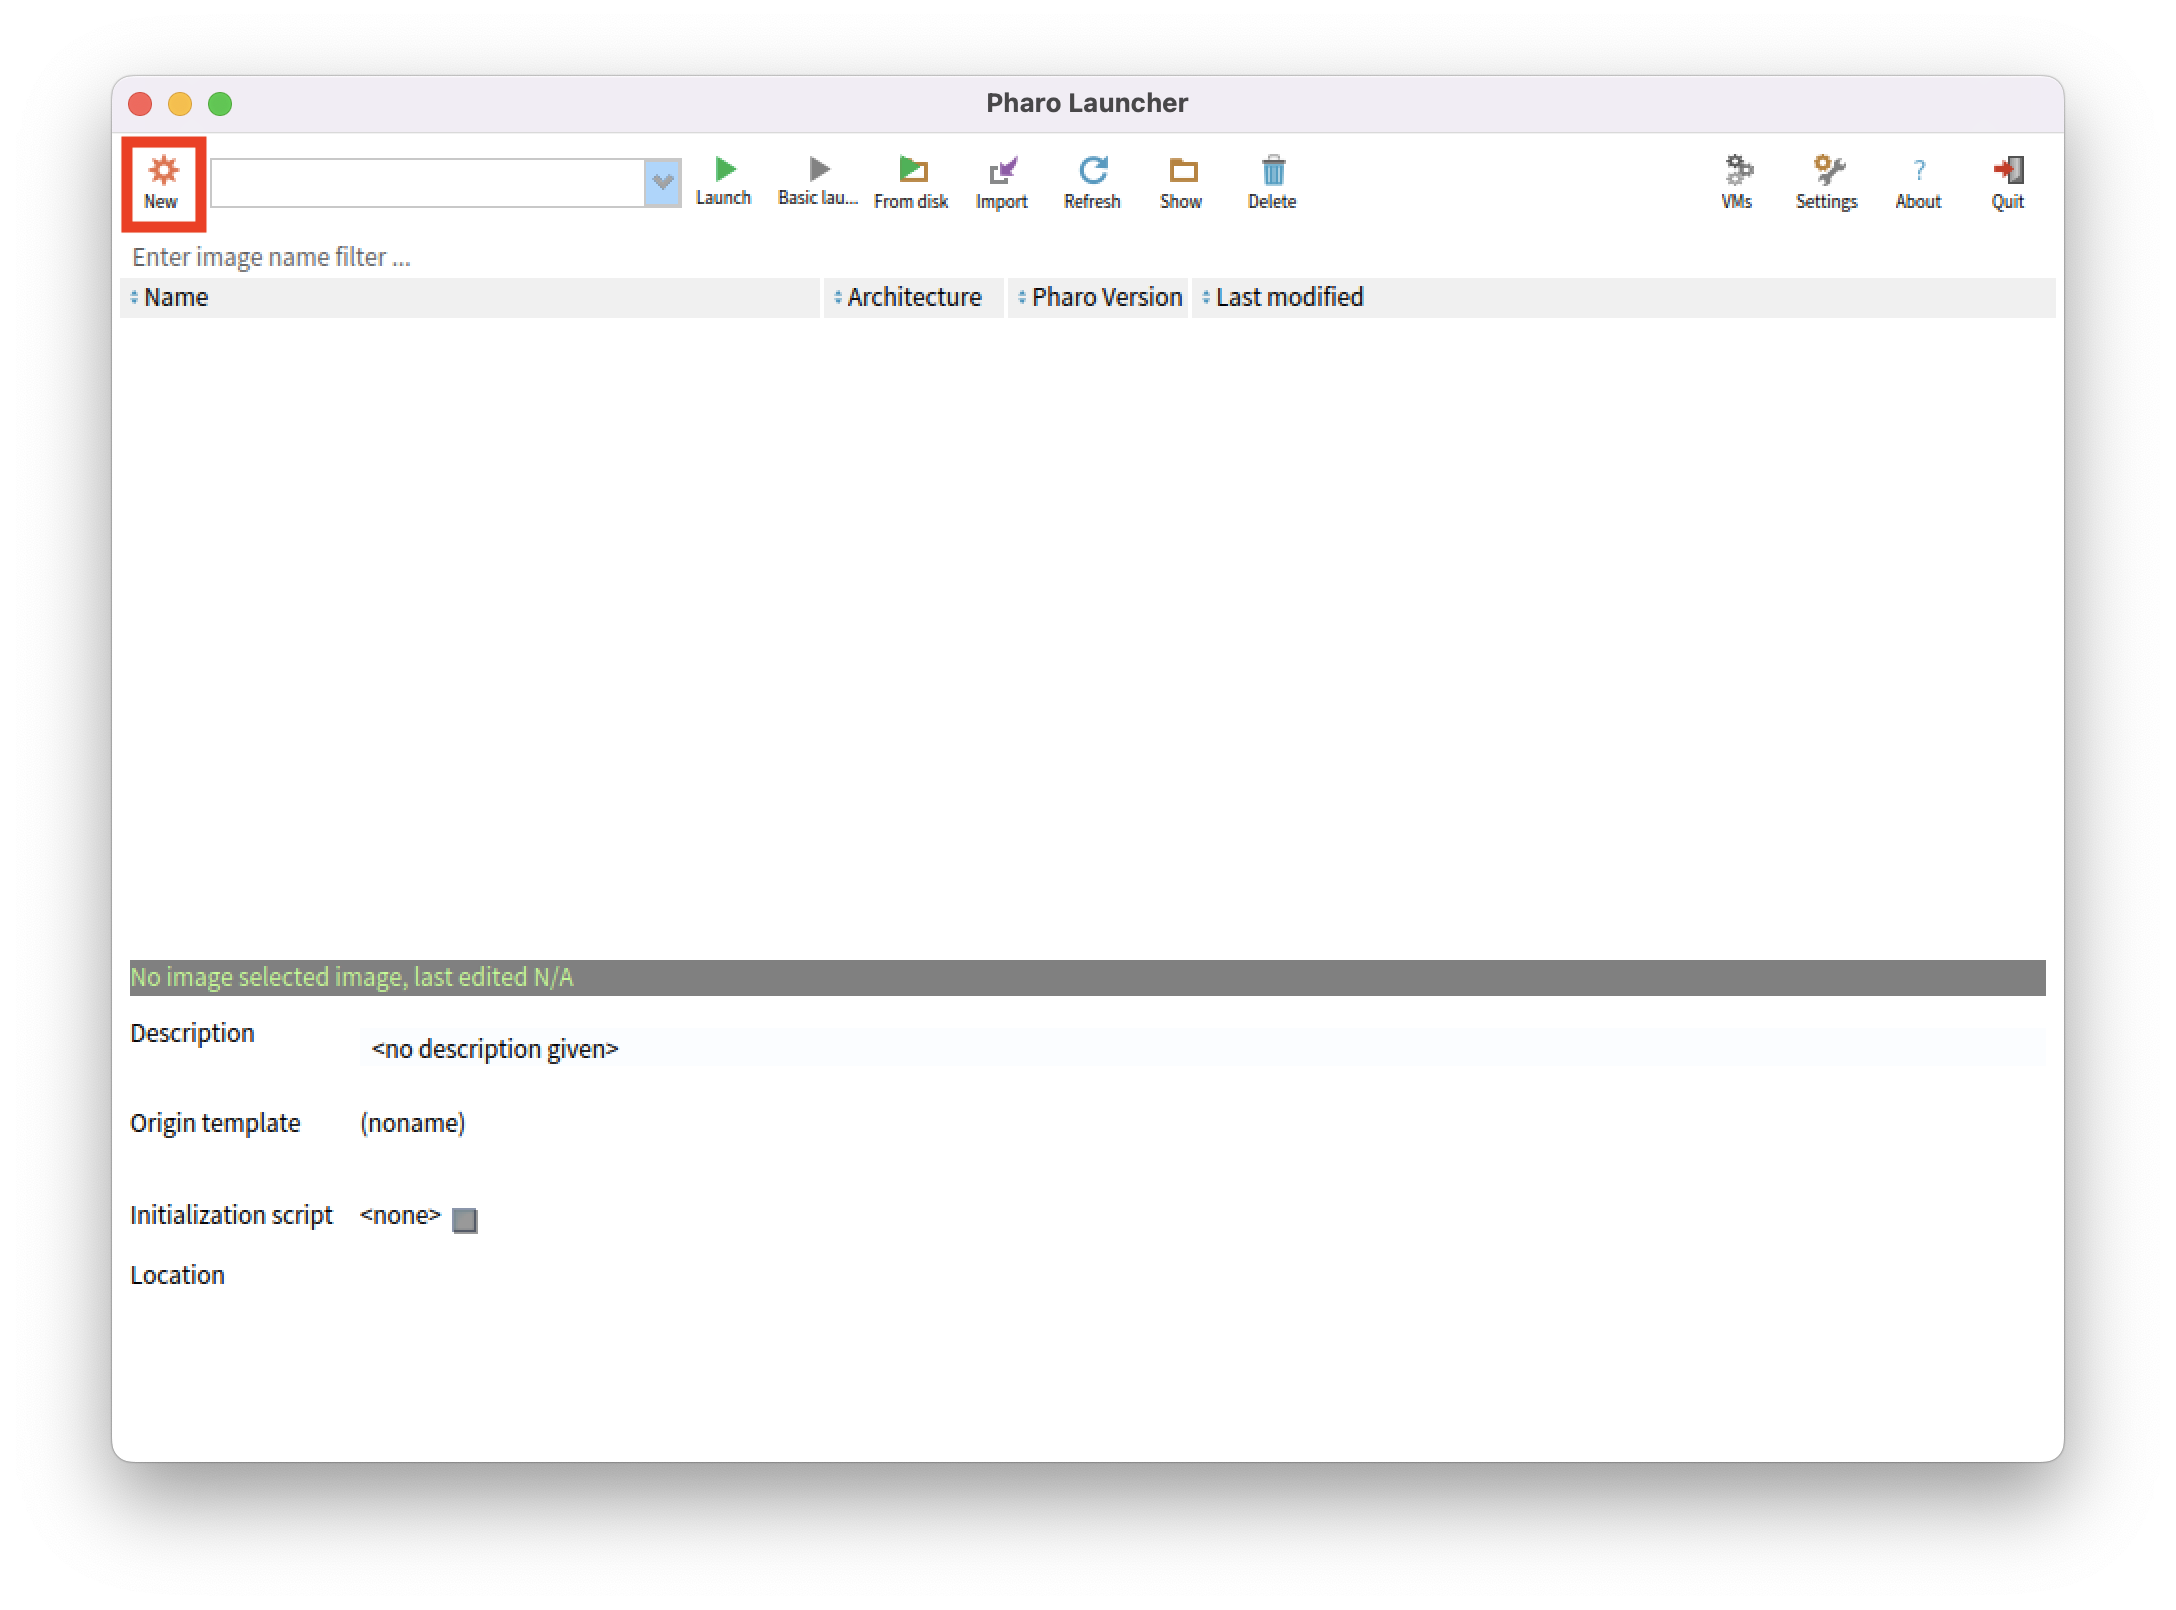 Pharo Launcher
New Launch Basic lau... From disk Import Refresh Show Delete VMs Settings ? About Quit
Enter image name filter ...
Name Architecture Pharo Version Last modified
No image selected image, last edited N/A
Description <no description given>
Origin template (noname)
Initialization script <none>
Location